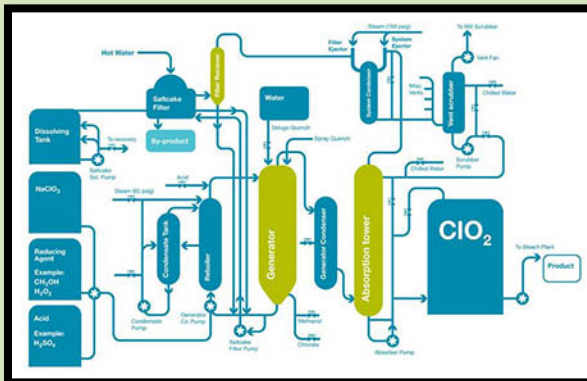 Steam (150 psig)
Filter
Ejector
System
Ejector
To Mill Scrubber
Vent Fan
Hot Water
Filter Reciever
Saltcake
Filter
Water
System Condenser
Misc.
Vents
Vent scrubber
Chilled Water
Dissolving
Tank
To recovery
Saltcake
Sol. Pump
By-product
Deluge Quench
Spray Quench
Scrubber
Pump
Chilled Water
Acid
Steam (65 psig)
NaClO3
Condensate Tank
Reboiler
Generator
Generator Condenser
Absorption tower
ClO2
To Bleach Plant
Product
Reducing
Agent
Example:
CH3OH
H2O2
Acid
Example:
H2SO4
Condensate
Pump
Generator
Circ. Pump
Saltcake
Filter Pump
Methanol
Chlorate
Absorber Pump